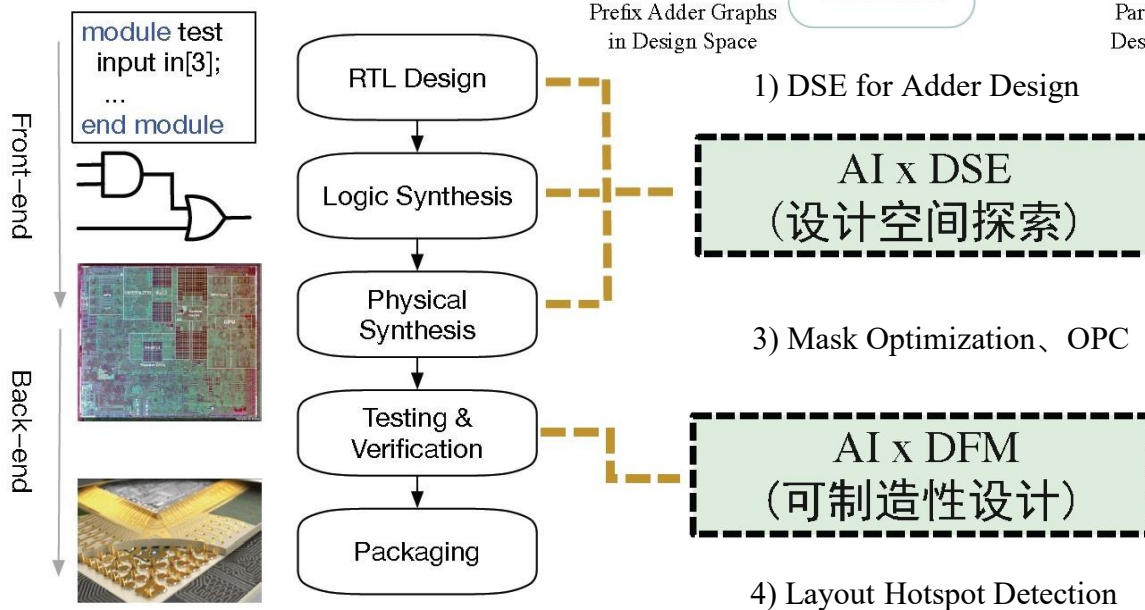 Prefix Adder Graphs
in Design Space
Par
Des
module test
input in[3];
...
end module
Front-end
Back-end
RTL Design
Logic Synthesis
Physical
Synthesis
Testing &
Verification
Packaging
1) DSE for Adder Design
AI x DSE
(设计空间探索)
3) Mask Optimization、OPC
AI x DFM
(可制造性设计)
4) Layout Hotspot Detection